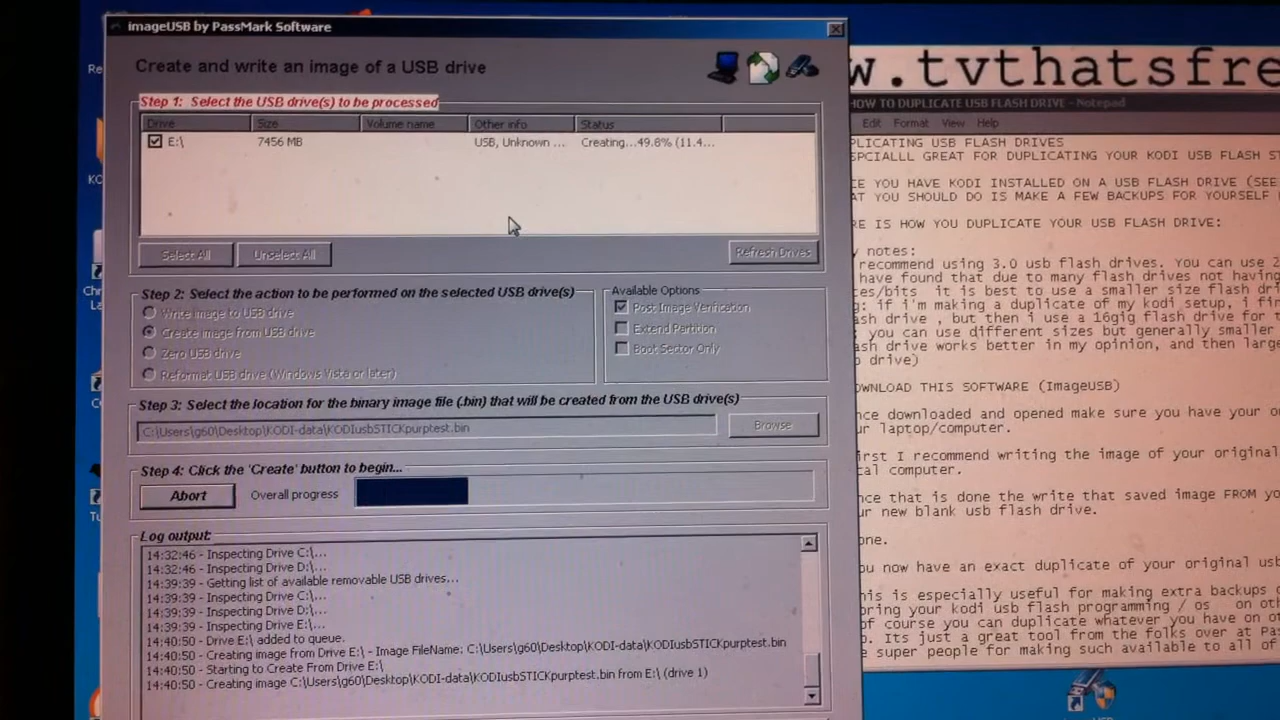 imageUSB by PassMark Software
Create and write an image of a USB drive
Step 1: Select the USB drive(s) to be processed
Drive Size Volume name Other info Status
E:\ 7456 MB USB, Unknown ... Creating...49.8% (11.4...
Select All Unselect All Refresh Drives
Step 2: Select the action to be performed on the selected USB drive(s)
Write image to USB drive
Create image from USB drive
Zero USB drive
Reformat USB drive (Windows Vista or later)
Available Options
Post Image Verification
Extend Partition
Boot Sector Only
Step 3: Select the location for the binary image file (.bin) that will be created from the USB drive(s)
C:\Users\g60\Desktop\KODI-data\KODIusbSTICKpurptest.bin
Browse
Step 4: Click the 'Create' button to begin...
Abort Overall progress
Log output:
14:32:46 - Inspecting Drive C:\...
14:32:46 - Inspecting Drive D:\...
14:39:39 - Getting list of available removable USB drives...
14:39:39 - Inspecting Drive C:\...
14:39:39 - Inspecting Drive D:\...
14:39:39 - Inspecting Drive E:\...
14:40:50 - Drive E:\ added to queue.
14:40:50 - Creating image from Drive E:\ - Image FileName: C:\Users\g60\Desktop\KODI-data\KODIusbSTICKpurptest.bin
14:40:50 - Starting to Create From Drive E:\
14:40:50 - Creating image C:\Users\g60\Desktop\KODI-data\KODIusbSTICKpurptest.bin from E:\ (drive 1)
w.tvthatsfre
HOW TO DUPLICATE USB FLASH DRIVE - Notepad
Edit Format View Help
PLICATING USB FLASH DRIVES
SPCIALLL GREAT FOR DUPLICATING YOUR KODI USB FLASH S
CE YOU HAVE KODI INSTALLED ON A USB FLASH DRIVE (SEE
AT YOU SHOULD DO IS MAKE A FEW BACKUPS FOR YOURSELF
RE IS HOW YOU DUPLICATE YOUR USB FLASH DRIVE:
y notes:
recommend using 3.0 usb flash drives. You can use 2
have found that due to many flash drives not having
tes/bits it is best to use a smaller size flash dri
g: if i'm making a duplicate of my kodi setup, i fin
ash drive , but then i use a 16gig flash drive for t
you can use different sizes but generally smaller
ash drive works better in my opinion, and then large
b drive)
OWNLOAD THIS SOFTWARE (ImageUSB)
nce downloaded and opened make sure you have your o
ur laptop/computer.
irst I recommend writing the image of your original
cal computer.
nce that is done the write that saved image FROM yo
ur new blank usb flash drive.
one.
ou now have an exact duplicate of your original usb
his is especially useful for making extra backups o
oring your kodi usb flash programming / os on oth
of course you can duplicate whatever you have on ot
p. Its just a great tool from the folks over at Pas
e super people for making such available to all of
Re
KO
Chr
La
C
Tu
USB